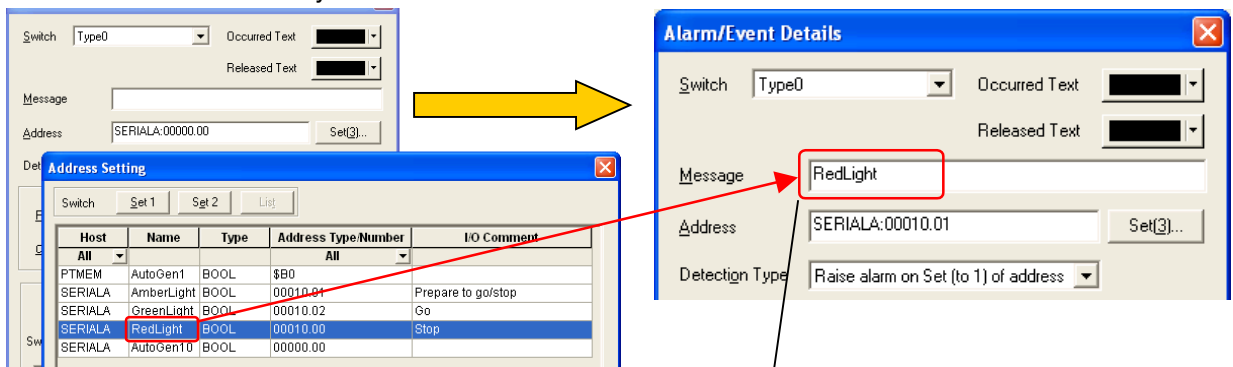 Switch Type0 Occurred Text
Released Text
Message
Address SERIALA:00000.00 Set(3)...
Det
Address Setting
Switch Set 1 Set 2 List
Host Name Type Address Type/Number I/O Comment
All All
PTMEM AutoGen1 BOOL $B0
SERIALA AmberLight BOOL 00010.01 Prepare to go/stop
SERIALA GreenLight BOOL 00010.02 Go
SERIALA RedLight BOOL 00010.00 Stop
SERIALA AutoGen10 BOOL 00000.00
Sw
Alarm/Event Details
Switch Type0 Occurred Text
Released Text
Message RedLight
Address SERIALA:00010.01 Set(3)...
Detection Type Raise alarm on Set (to 1) of address